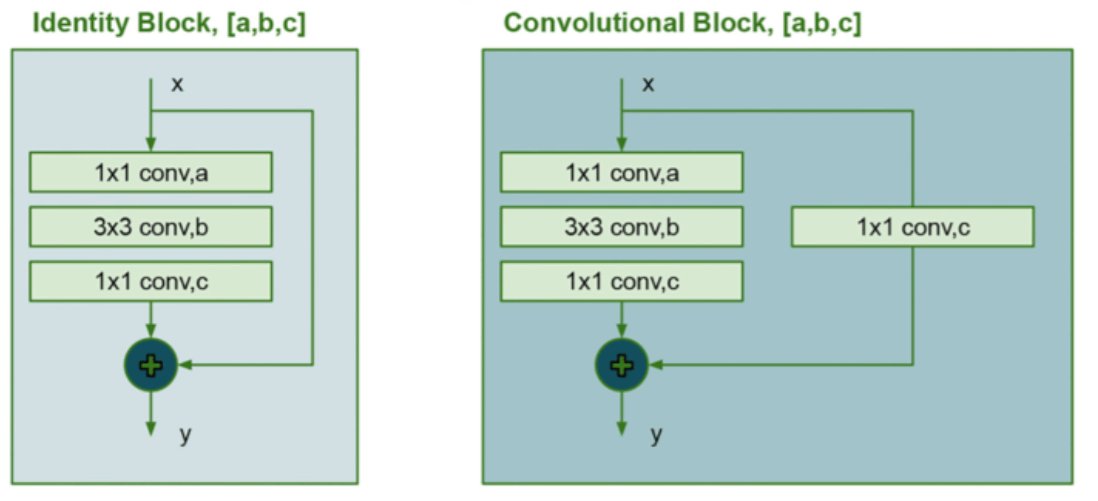 Identity Block, [a,b,c]
x
1x1 conv,a
3x3 conv,b
1x1 conv,c
y
Convolutional Block, [a,b,c]
x
1x1 conv,a
3x3 conv,b
1x1 conv,c
1x1 conv,c
y